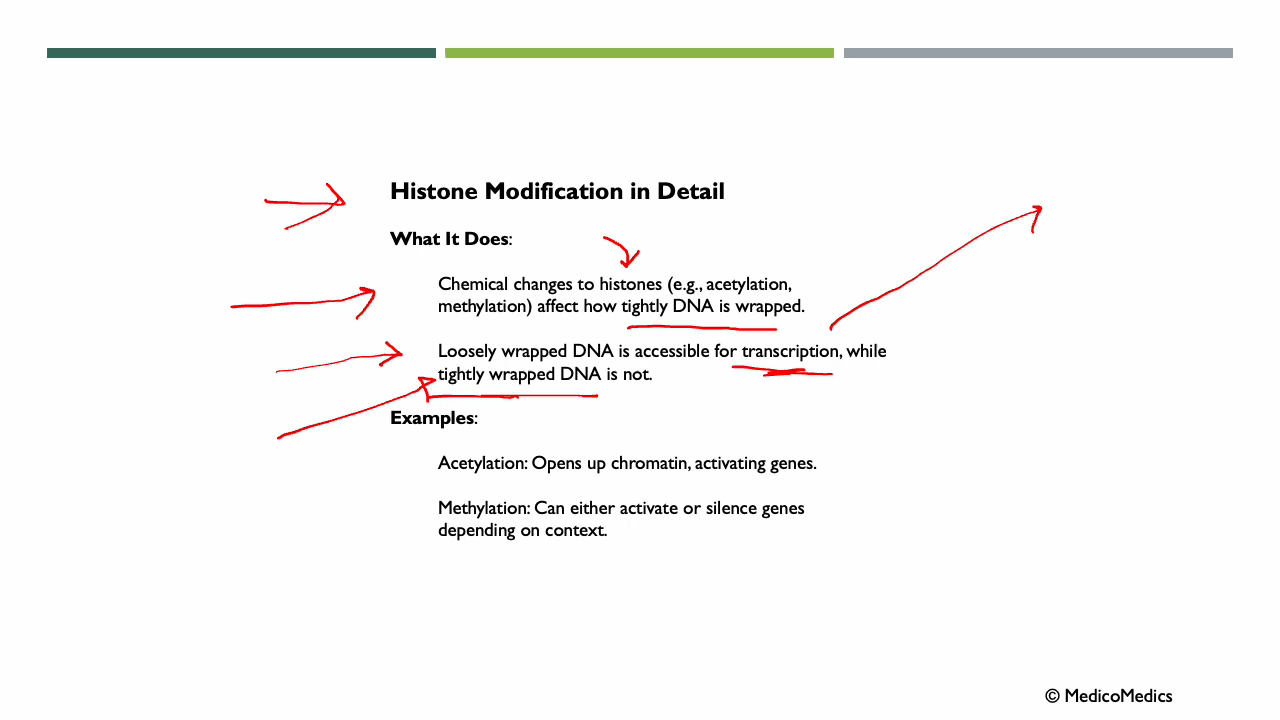 Histone Modification in Detail
What It Does:
Chemical changes to histones (e.g., acetylation,
methylation) affect how tightly DNA is wrapped.
Loosely wrapped DNA is accessible for transcription, while
tightly wrapped DNA is not.
Examples:
Acetylation: Opens up chromatin, activating genes.
Methylation: Can either activate or silence genes
depending on context.
© MedicoMedics